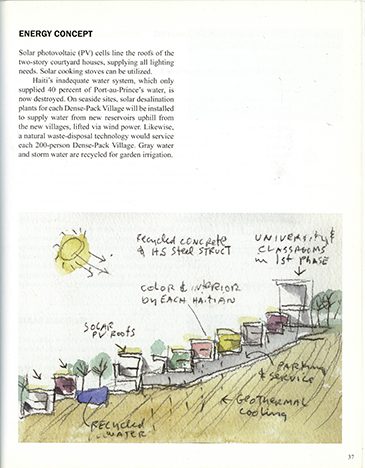 ENERGY CONCEPT
Solar photovoltaic (PV) cells line the roofs of the
two-story courtyard houses, supplying all lighting
needs. Solar cooking stoves can be utilized.
Haiti's inadequate water system, which only
supplied 40 percent of Port-au-Prince's water, is
now destroyed. On seaside sites, solar desalination
plants for each Dense-Pack Village will be installed
to supply water from new reservoirs uphill from
the new villages, lifted via wind power. Likewise,
a natural waste-disposal technology would service
each 200-person Dense-Pack Village. Gray water
and storm water are recycled for garden irrigation.
Recycled CONCRETE
& H.S Steel STRUCT
UNIVERSITY &
CLASSROOMS
in 1st PHASE
COLOR & INTERIOR
by EACH HAITIAN
SOLAR
PV ROOFS
PARKING
& SERVICE
GEOTHERMAL
Cooling
RECYCLED
WATER
37